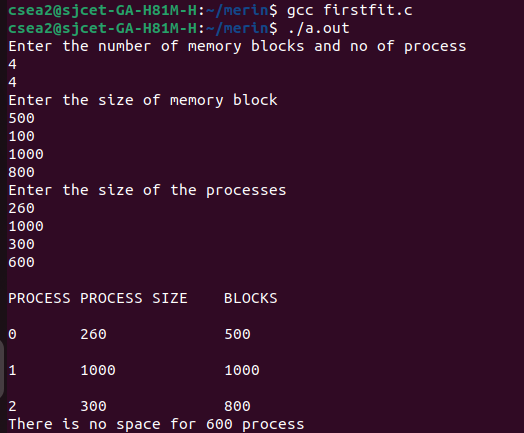 csea2@sjcet-GA-H81M-H:~/merin$ gcc firstfit.c
csea2@sjcet-GA-H81M-H:~/merin$ ./a.out
Enter the number of memory blocks and no of process
4
4
Enter the size of memory block
500
100
1000
800
Enter the size of the processes
260
1000
300
600
PROCESS PROCESS SIZE    BLOCKS
0       260             500
1       1000            1000
2       300             800
There is no space for 600 process